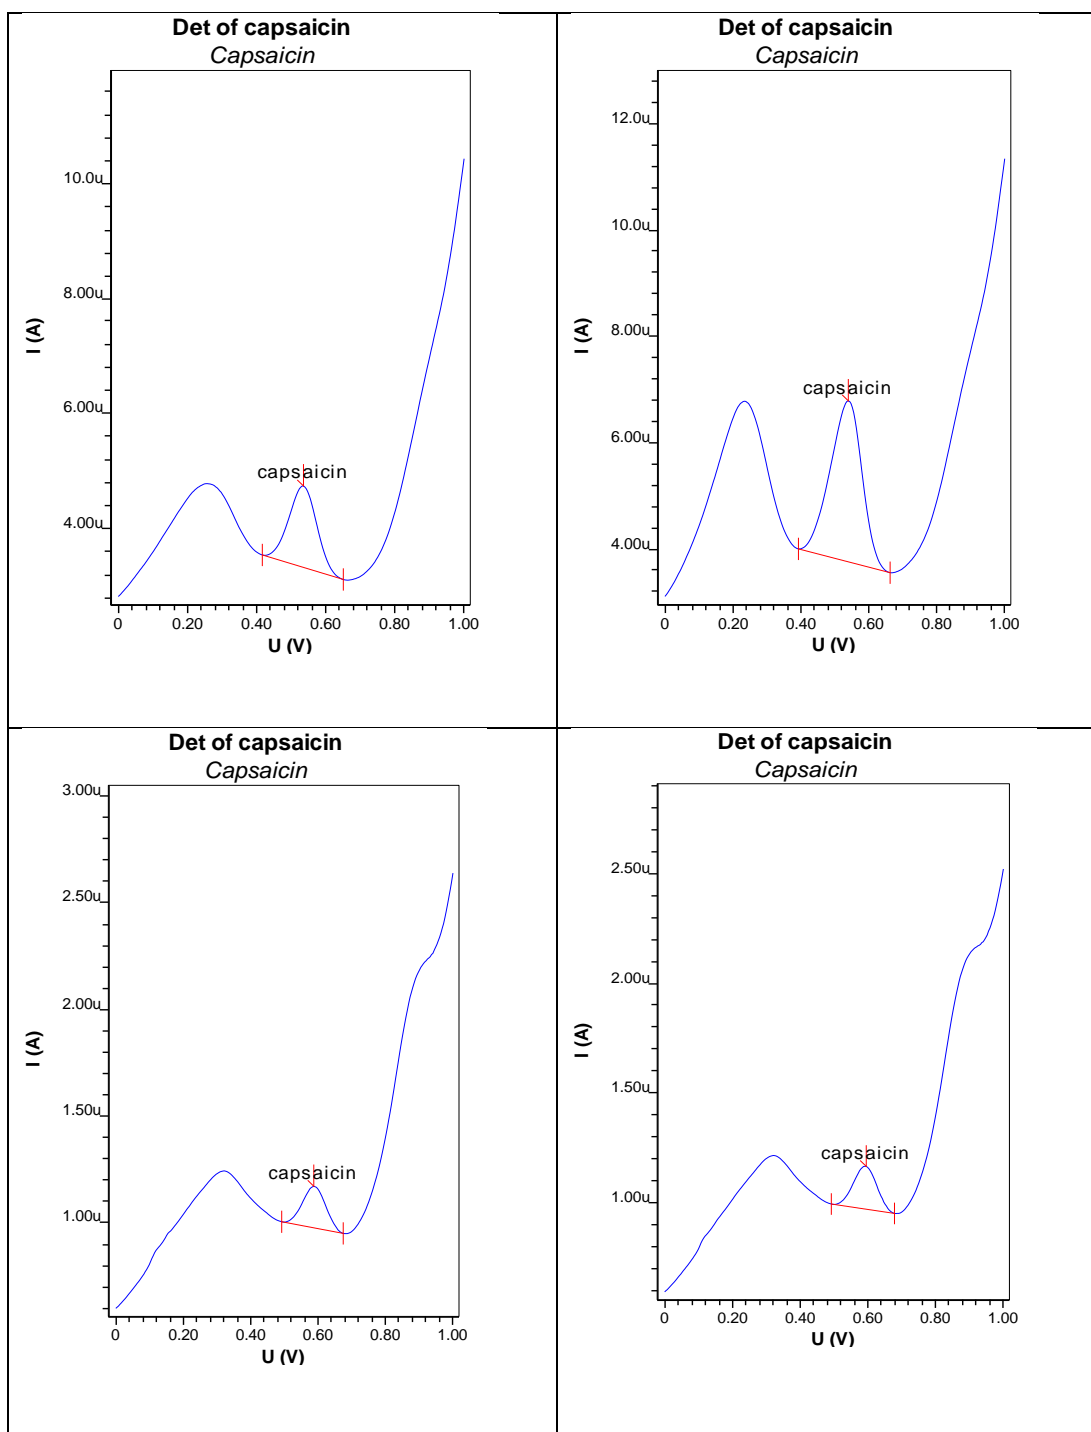 Det of capsaicin
Capsaicin
10.0u
8.00u
6.00u
4.00u
I (A)
capsaicin
0 0.20 0.40 0.60 0.80 1.00
U (V)
Det of capsaicin
Capsaicin
12.0u
10.0u
8.00u
6.00u
4.00u
I (A)
capsaicin
0 0.20 0.40 0.60 0.80 1.00
U (V)
Det of capsaicin
Capsaicin
3.00u
2.50u
2.00u
1.50u
1.00u
I (A)
capsaicin
0 0.20 0.40 0.60 0.80 1.00
U (V)
Det of capsaicin
Capsaicin
2.50u
2.00u
1.50u
1.00u
I (A)
capsaicin
0 0.20 0.40 0.60 0.80 1.00
U (V)